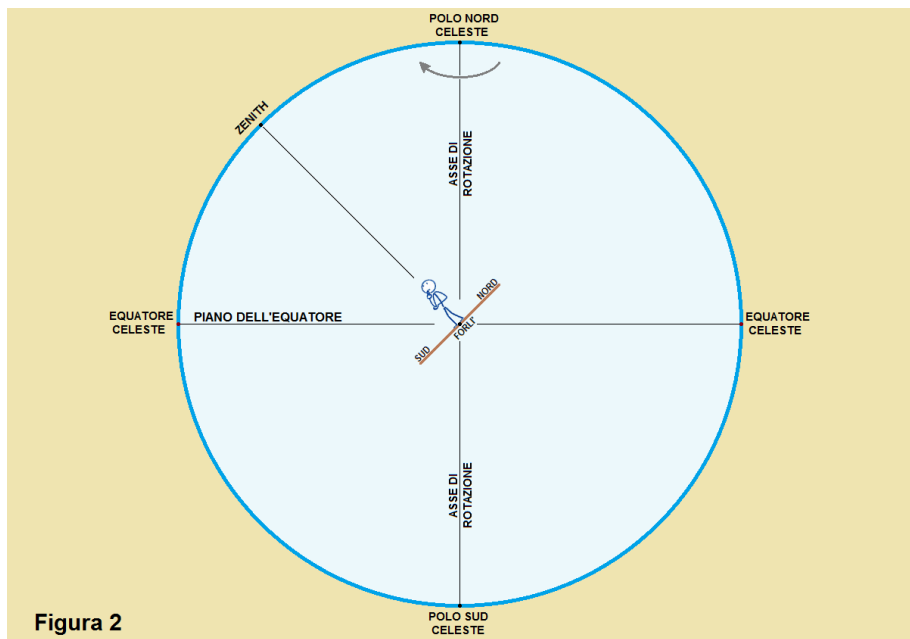 POLO NORD
CELESTE
ZENITH
ASSE DI
ROTAZIONE
NORD
EQUATORE
CELESTE
PIANO DELL'EQUATORE
FORLI'
SUD
EQUATORE
CELESTE
ASSE DI
ROTAZIONE
POLO SUD
CELESTE
Figura 2